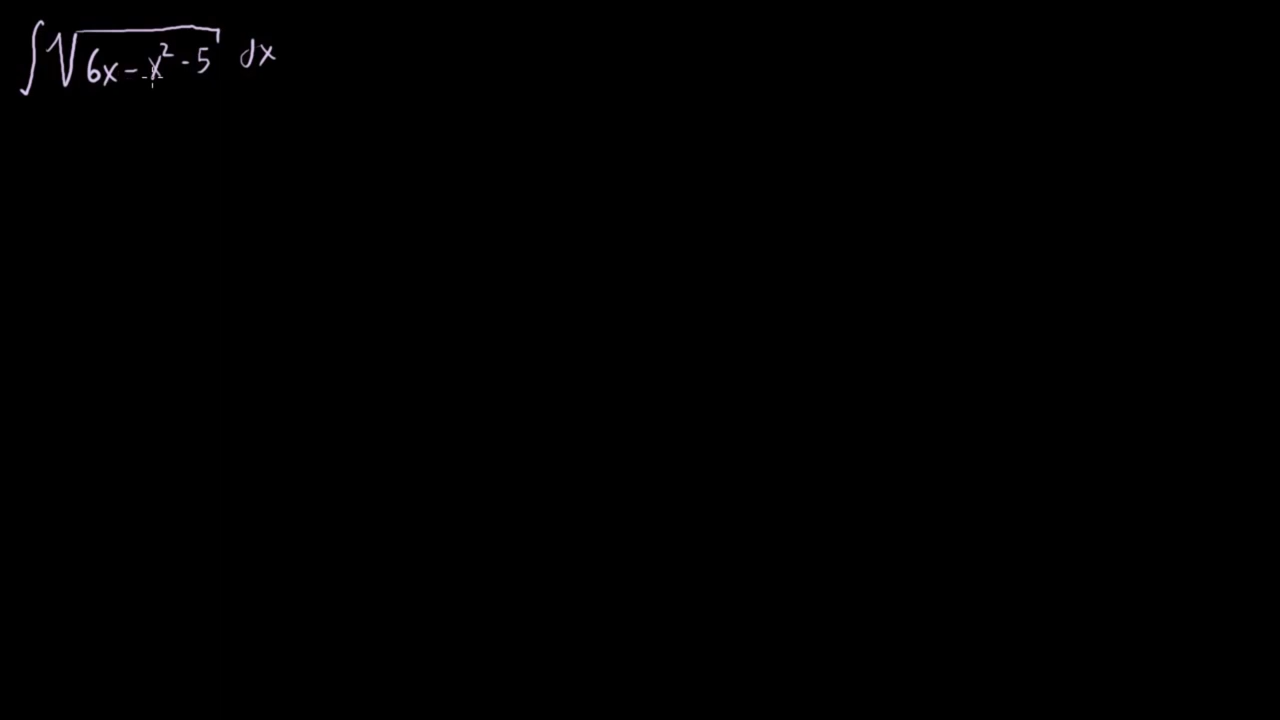 ∫√(6x - x² - 5) dx